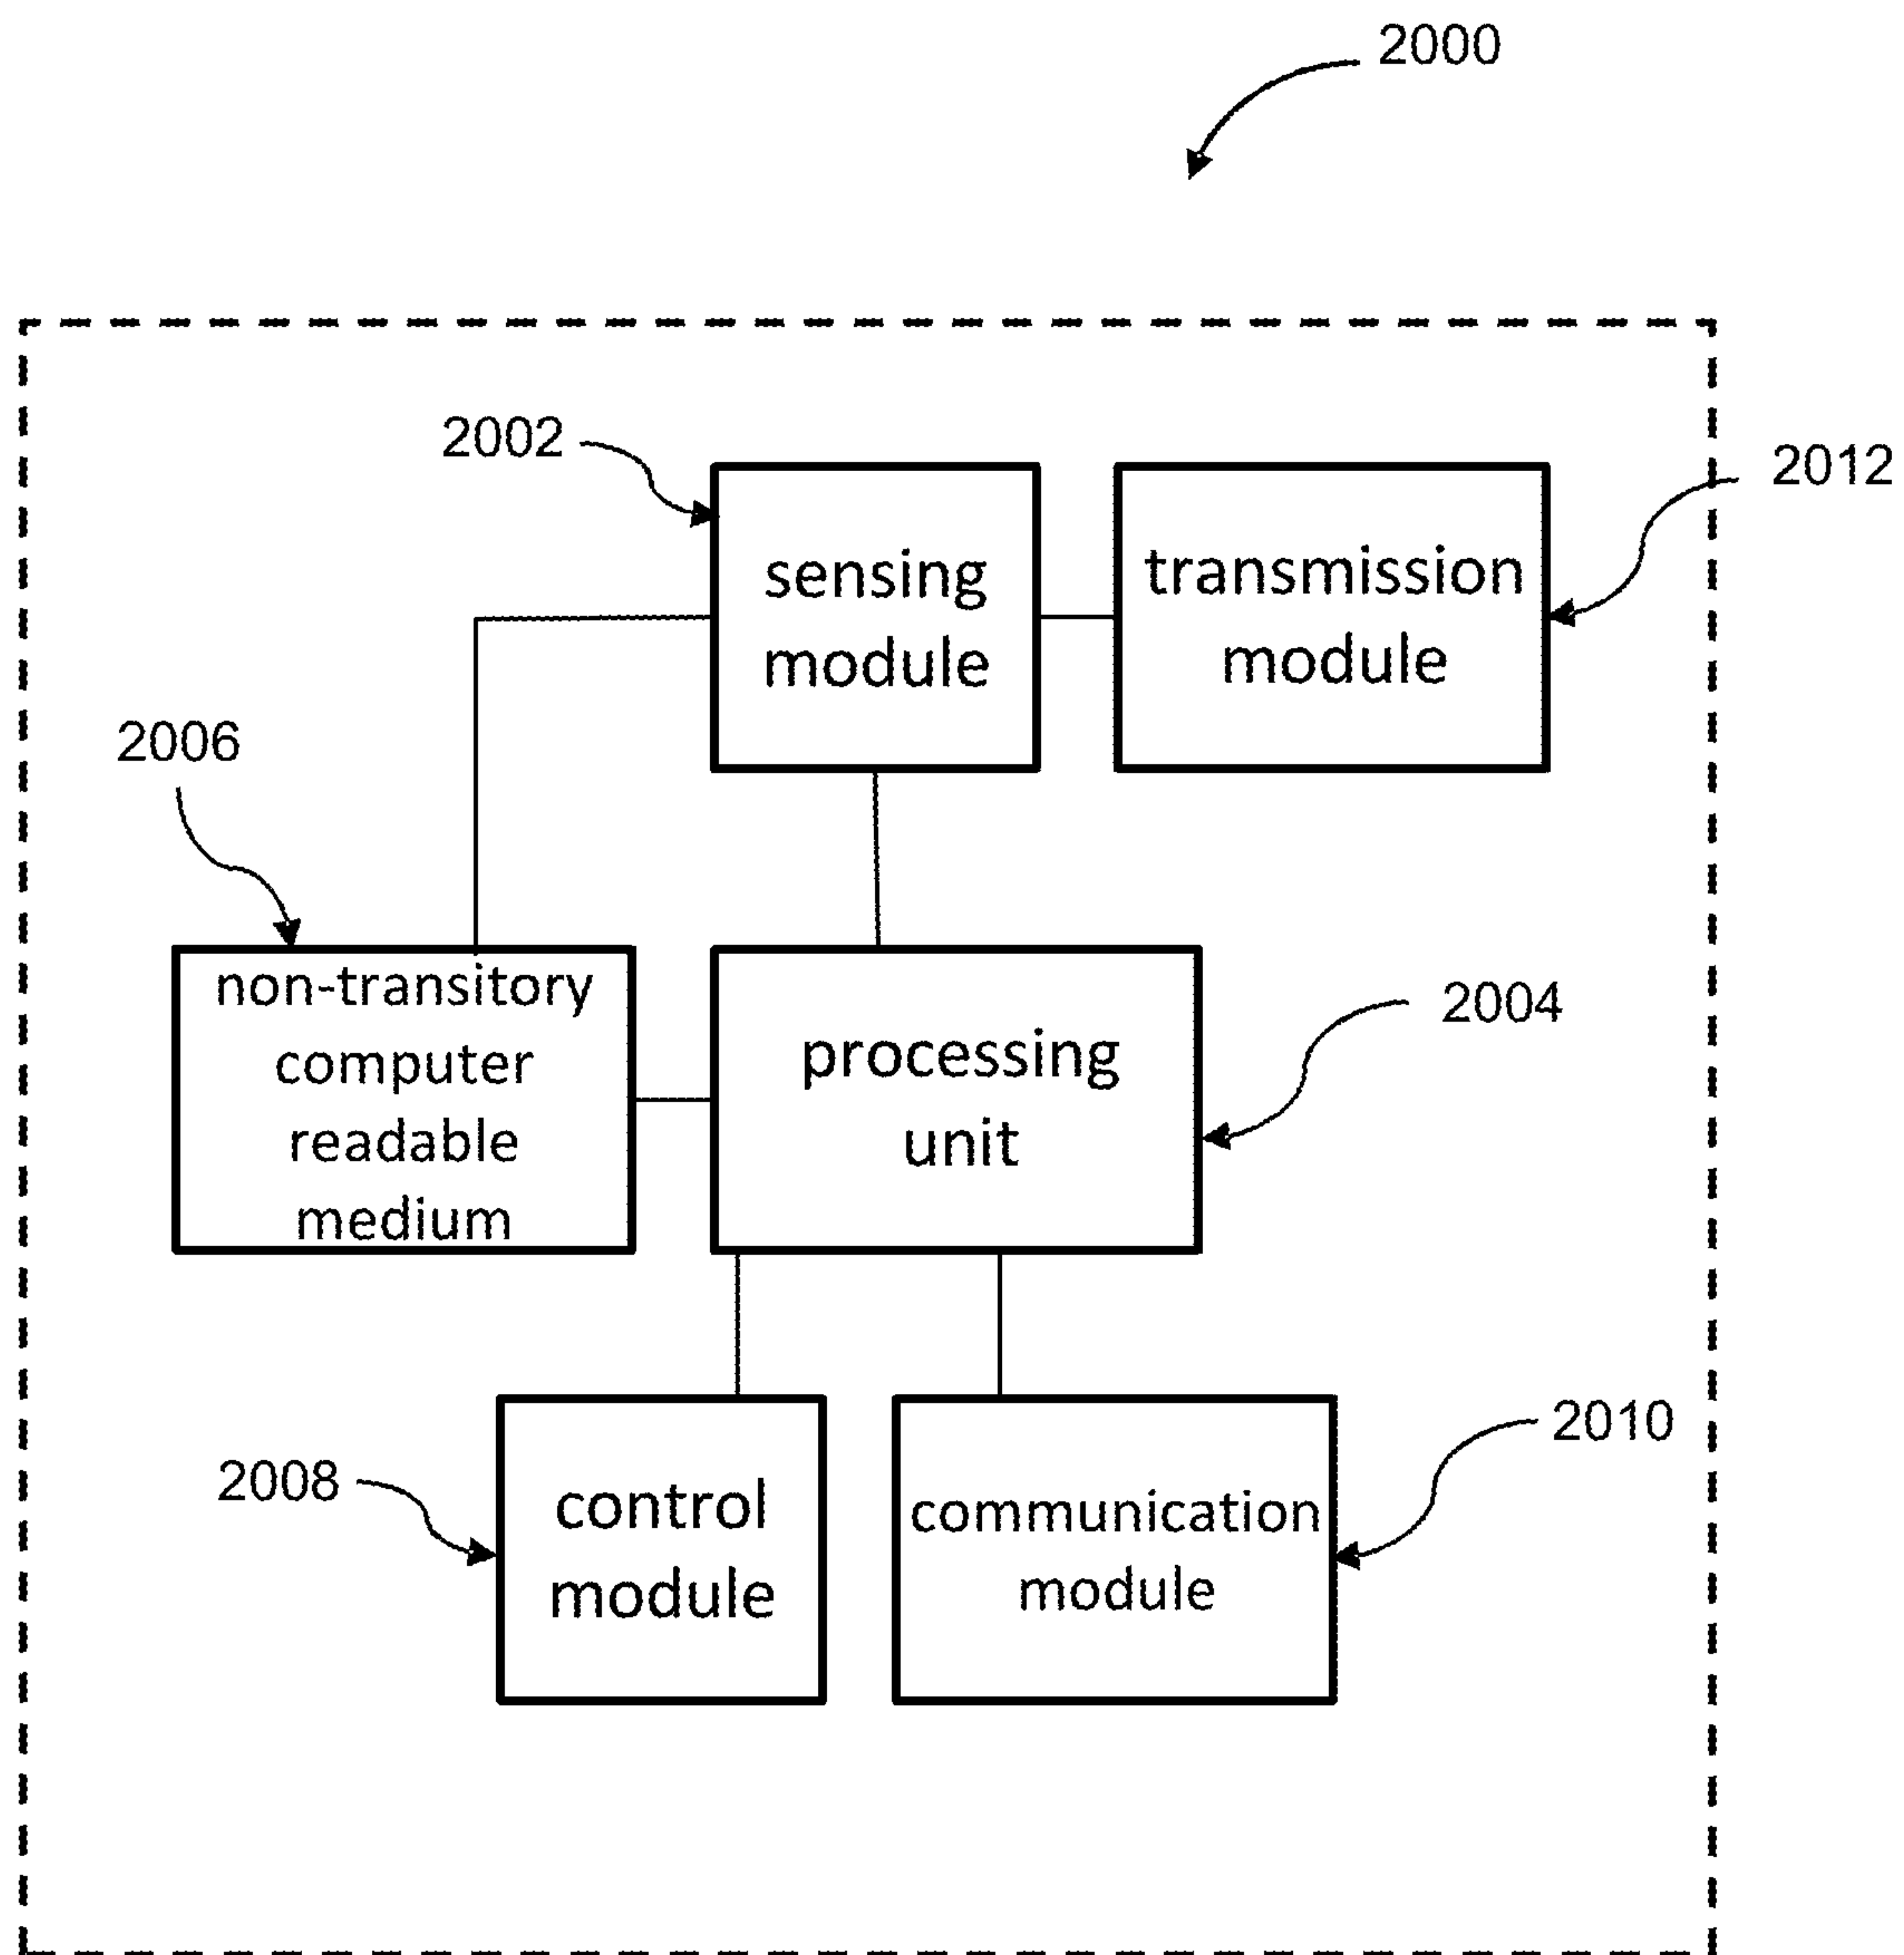 2000
2002
sensing
module
transmission
module
2012
2006
non-transitory
computer
readable
medium
processing
unit
2004
2008
control
module
communication
module
2010